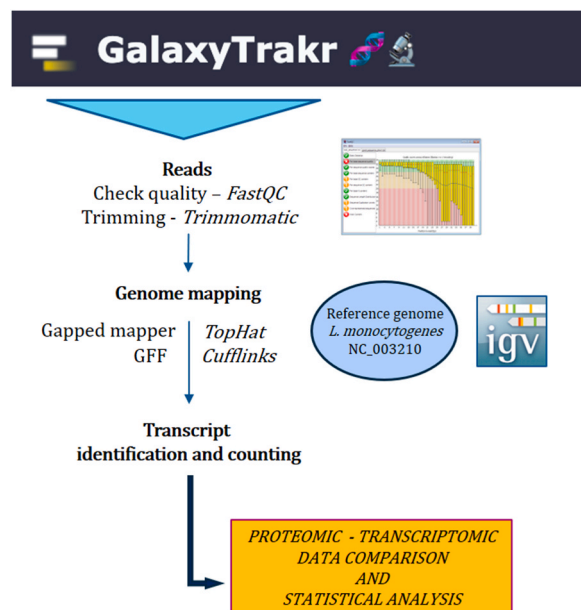 GalaxyTrakr
Reads
Check quality – FastQC
Trimming - Trimmomatic
Genome mapping
Gapped mapper TopHat
GFF Cufflinks
Reference genome
L. monocytogenes
NC_003210
igv
Transcript
identification and counting
PROTEOMIC - TRANSCRIPTOMIC
DATA COMPARISON
AND
STATISTICAL ANALYSIS